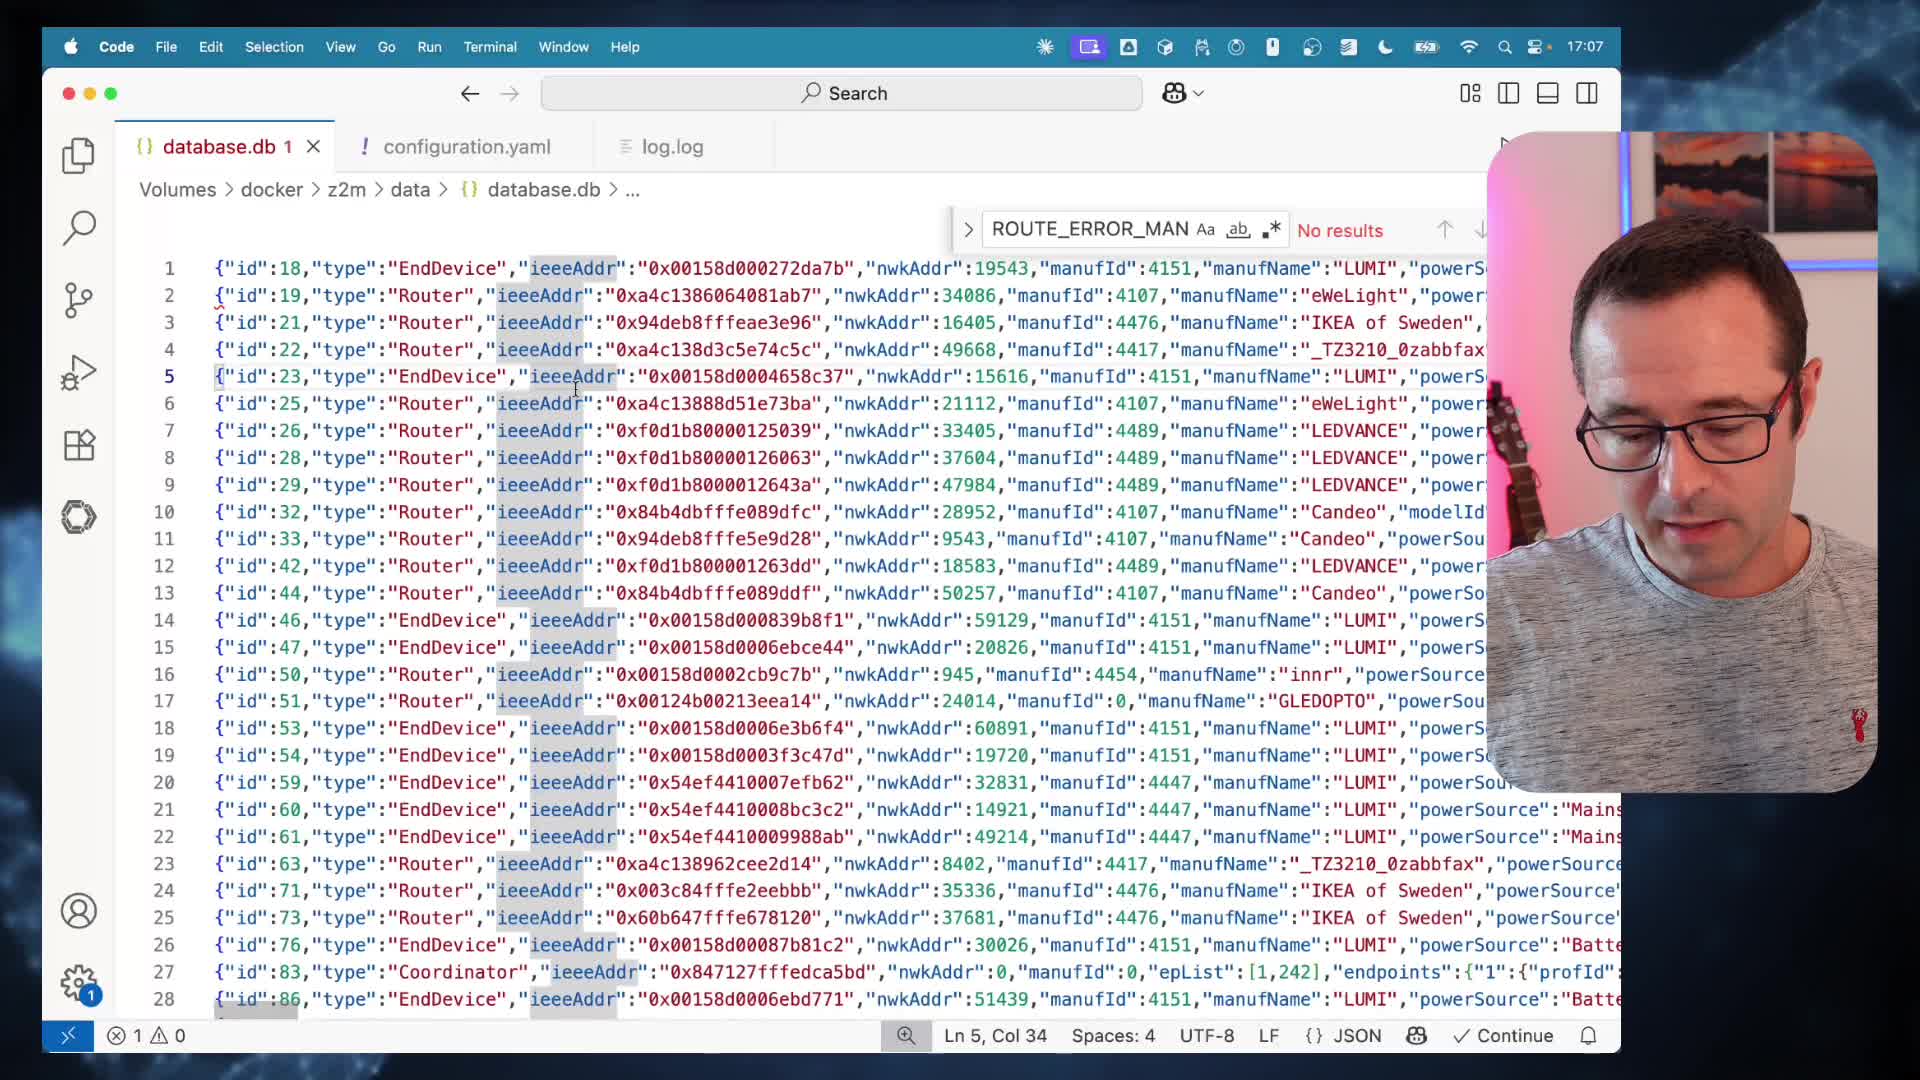 Code File Edit Selection View Go Run Terminal Window Help 17:07
Search
{} database.db 1 ! configuration.yaml log.log
Volumes > docker > z2m > data > {} database.db > ...
ROUTE_ERROR_MAN Aa ab .* No results
1 {"id":18,"type":"EndDevice","ieeeAddr":"0x00158d000272da7b","nwkAddr":19543,"manufId":4151,"manufName":"LUMI","powerS
2 {"id":19,"type":"Router","ieeeAddr":"0xa4c1386064081ab7","nwkAddr":34086,"manufId":4107,"manufName":"eWeLight","power
3 {"id":21,"type":"Router","ieeeAddr":"0x94deb8fffeae3e96","nwkAddr":16405,"manufId":4476,"manufName":"IKEA of Sweden",
4 {"id":22,"type":"Router","ieeeAddr":"0xa4c138d3c5e74c5c","nwkAddr":49668,"manufId":4417,"manufName":"_TZ3210_0zabbfax"
5 {"id":23,"type":"EndDevice","ieeeAddr":"0x00158d0004658c37","nwkAddr":15616,"manufId":4151,"manufName":"LUMI","powerS
6 {"id":25,"type":"Router","ieeeAddr":"0xa4c13888d51e73ba","nwkAddr":21112,"manufId":4107,"manufName":"eWeLight","power
7 {"id":26,"type":"Router","ieeeAddr":"0xf0d1b80000125039","nwkAddr":33405,"manufId":4489,"manufName":"LEDVANCE","power
8 {"id":28,"type":"Router","ieeeAddr":"0xf0d1b80000126063","nwkAddr":37604,"manufId":4489,"manufName":"LEDVANCE","power
9 {"id":29,"type":"Router","ieeeAddr":"0xf0d1b8000012643a","nwkAddr":47984,"manufId":4489,"manufName":"LEDVANCE","power
10 {"id":32,"type":"Router","ieeeAddr":"0x84b4dbfffe089dfc","nwkAddr":28952,"manufId":4107,"manufName":"Candeo","modelId
11 {"id":33,"type":"Router","ieeeAddr":"0x94deb8fffe5e9d28","nwkAddr":9543,"manufId":4107,"manufName":"Candeo","powerSou
12 {"id":42,"type":"Router","ieeeAddr":"0xf0d1b800001263dd","nwkAddr":18583,"manufId":4489,"manufName":"LEDVANCE","power
13 {"id":44,"type":"Router","ieeeAddr":"0x84b4dbfffe089ddf","nwkAddr":50257,"manufId":4107,"manufName":"Candeo","powerSo
14 {"id":46,"type":"EndDevice","ieeeAddr":"0x00158d000839b8f1","nwkAddr":59129,"manufId":4151,"manufName":"LUMI","powerS
15 {"id":47,"type":"EndDevice","ieeeAddr":"0x00158d0006ebce44","nwkAddr":20826,"manufId":4151,"manufName":"LUMI","powerS
16 {"id":50,"type":"Router","ieeeAddr":"0x00158d0002cb9c7b","nwkAddr":945,"manufId":4454,"manufName":"innr","powerSource
17 {"id":51,"type":"Router","ieeeAddr":"0x00124b00213eea14","nwkAddr":24014,"manufId":0,"manufName":"GLEDOPTO","powerSou
18 {"id":53,"type":"EndDevice","ieeeAddr":"0x00158d0006e3b6f4","nwkAddr":60891,"manufId":4151,"manufName":"LUMI","powerS
19 {"id":54,"type":"EndDevice","ieeeAddr":"0x00158d0003f3c47d","nwkAddr":19720,"manufId":4151,"manufName":"LUMI","powerS
20 {"id":59,"type":"EndDevice","ieeeAddr":"0x54ef4410007efb62","nwkAddr":32831,"manufId":4447,"manufName":"LUMI","powerSou
21 {"id":60,"type":"EndDevice","ieeeAddr":"0x54ef4410008bc3c2","nwkAddr":14921,"manufId":4447,"manufName":"LUMI","powerSource":"Mains
22 {"id":61,"type":"EndDevice","ieeeAddr":"0x54ef4410009988ab","nwkAddr":49214,"manufId":4447,"manufName":"LUMI","powerSource":"Mains
23 {"id":63,"type":"Router","ieeeAddr":"0xa4c138962cee2d14","nwkAddr":8402,"manufId":4417,"manufName":"_TZ3210_0zabbfax","powerSource
24 {"id":71,"type":"Router","ieeeAddr":"0x003c84fffe2eebbb","nwkAddr":35336,"manufId":4476,"manufName":"IKEA of Sweden","powerSource"
25 {"id":73,"type":"Router","ieeeAddr":"0x60b647fffe678120","nwkAddr":37681,"manufId":4476,"manufName":"IKEA of Sweden","powerSource"
26 {"id":76,"type":"EndDevice","ieeeAddr":"0x00158d00087b81c2","nwkAddr":30026,"manufId":4151,"manufName":"LUMI","powerSource":"Batte
27 {"id":83,"type":"Coordinator","ieeeAddr":"0x847127fffedca5bd","nwkAddr":0,"manufId":0,"epList":[1,242],"endpoints":{"1":{"profId":
28 {"id":86,"type":"EndDevice","ieeeAddr":"0x00158d0006ebd771","nwkAddr":51439,"manufId":4151,"manufName":"LUMI","powerSource":"Batte
1
1 0 Ln 5, Col 34 Spaces: 4 UTF-8 LF {} JSON Continue